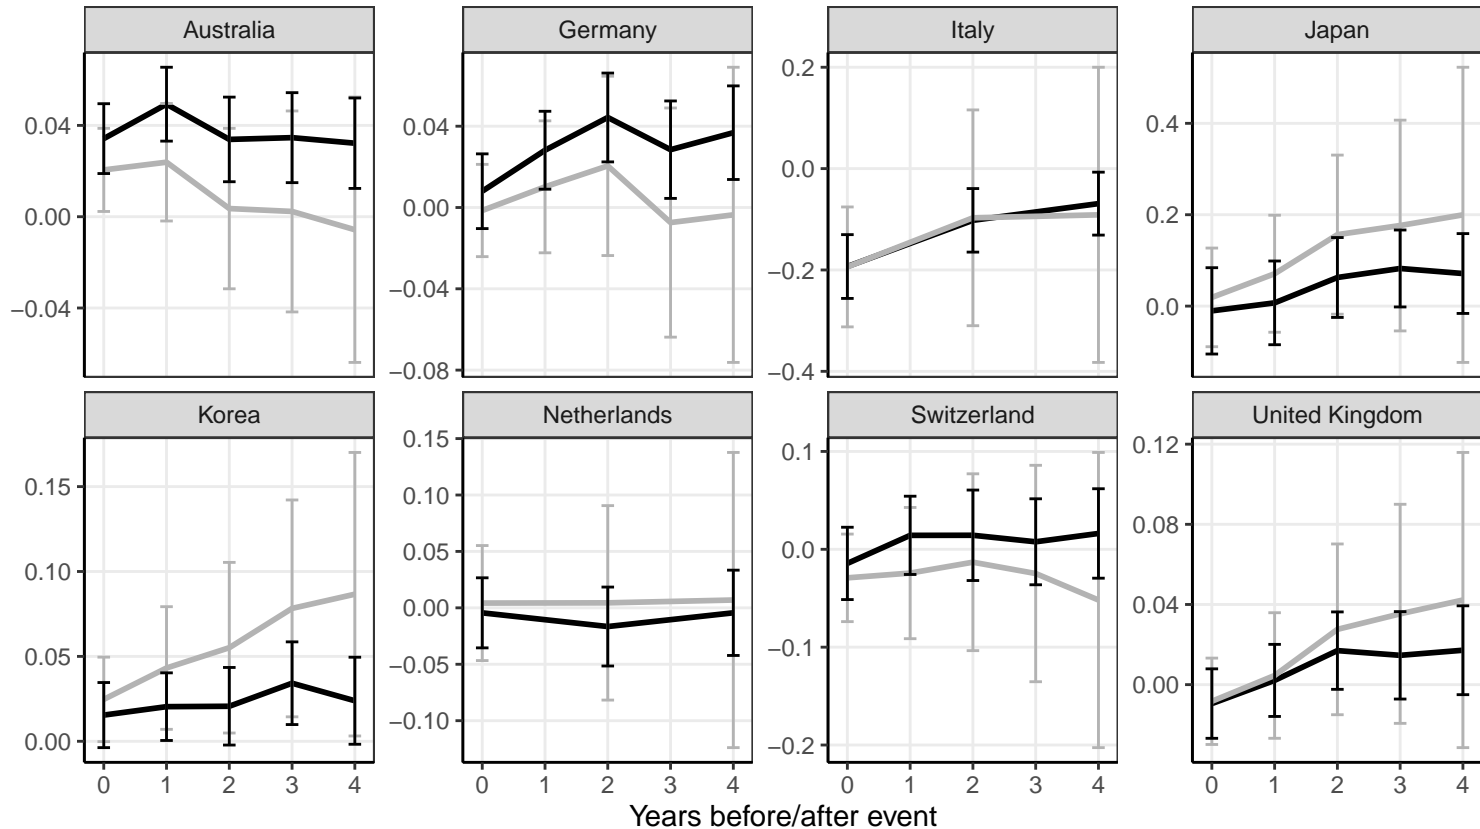 Australia
Germany
Italy
Japan
0.04
0.00
−0.04
0.04
0.00
−0.04
−0.08
0.2
0.0
−0.2
−0.4
0.4
0.2
0.0
Korea
Netherlands
Switzerland
United Kingdom
0.15
0.10
0.05
0.00
0.15
0.10
0.05
0.00
−0.05
−0.10
0.1
0.0
−0.1
−0.2
0.12
0.08
0.04
0.00
0 1 2 3 4
0 1 2 3 4
0 1 2 3 4
0 1 2 3 4
Years before/after event